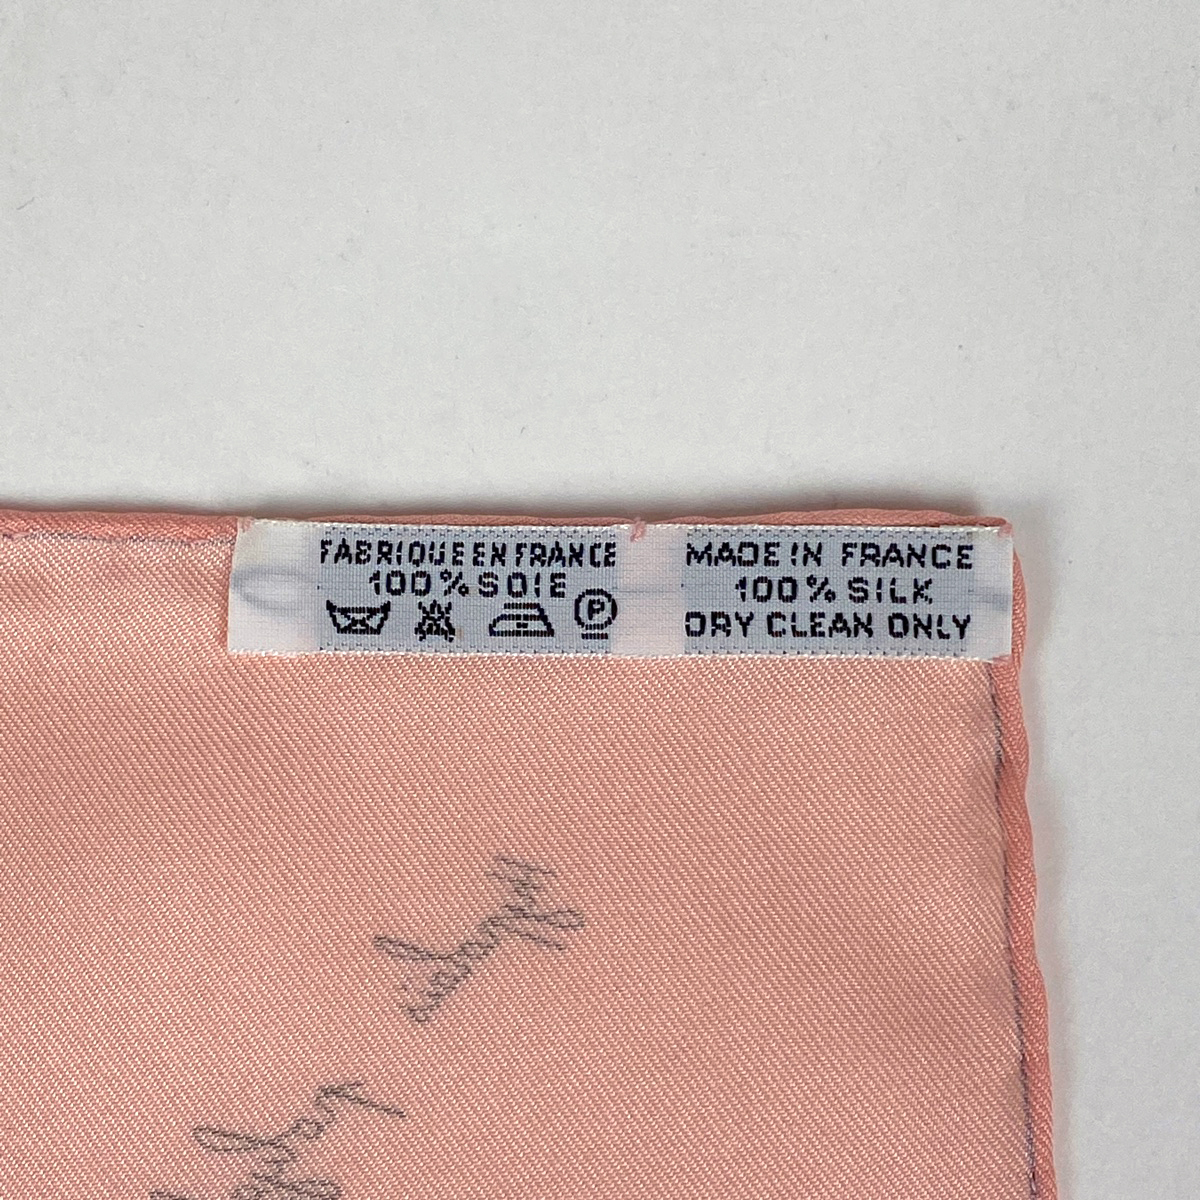 FABRIQUE EN FRANCE
100% SOIE
P
MADE IN FRANCE
100% SILK
DRY CLEAN ONLY